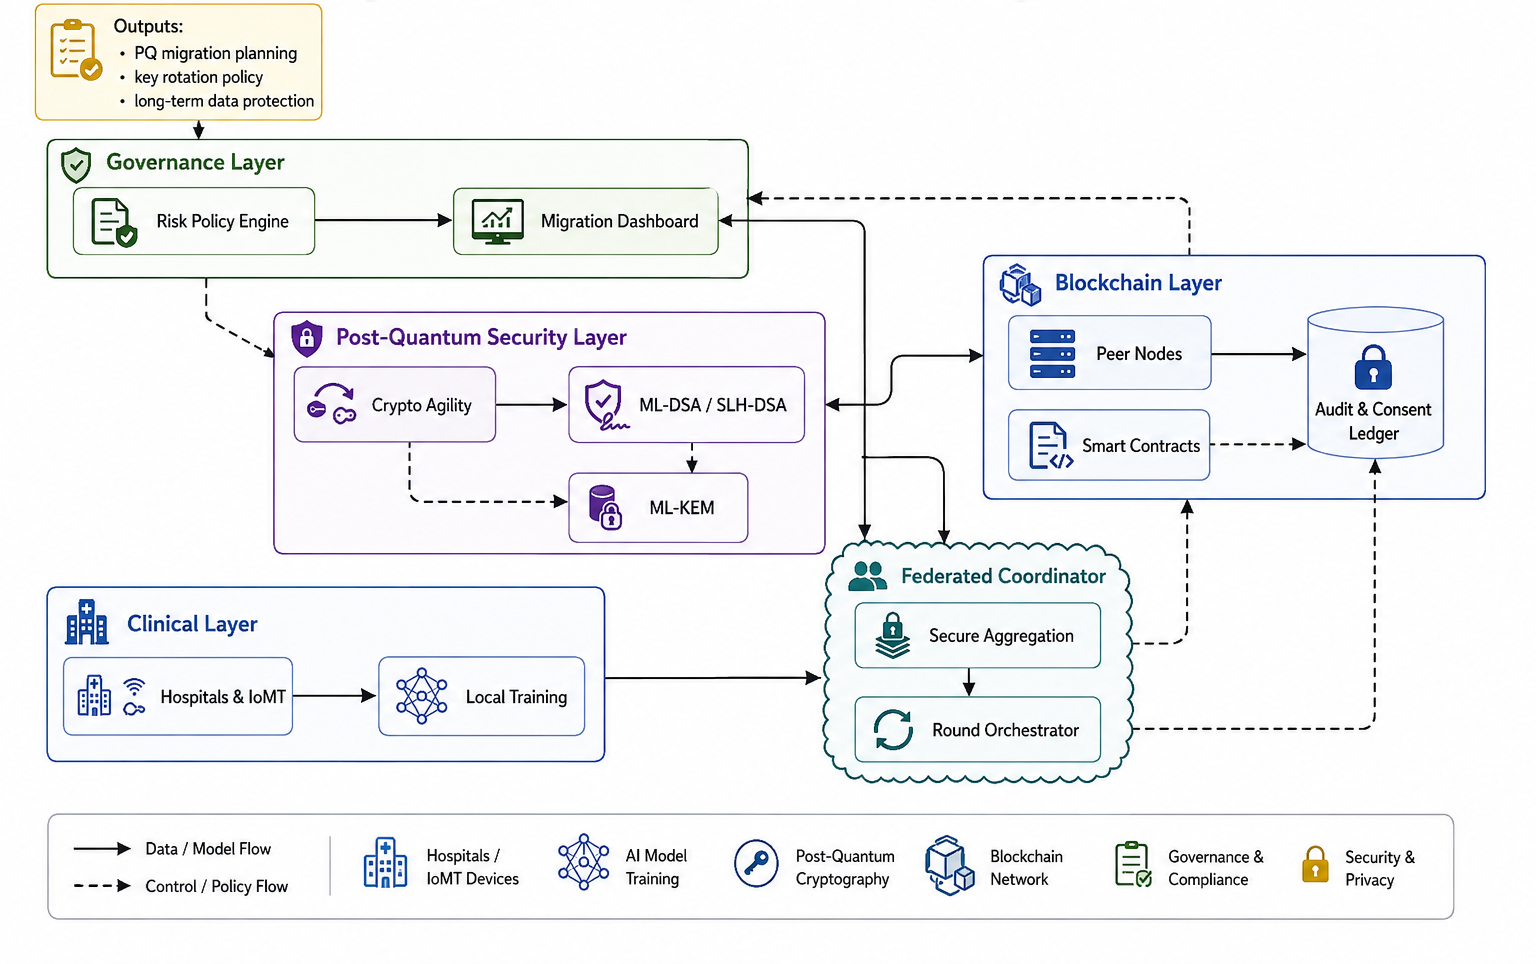 Outputs:
• PQ migration planning
• key rotation policy
• long-term data protection
Governance Layer
Risk Policy Engine
Migration Dashboard
Post-Quantum Security Layer
Crypto Agility
ML-DSA / SLH-DSA
ML-KEM
Blockchain Layer
Peer Nodes
Smart Contracts
Audit & Consent
Ledger
Clinical Layer
Hospitals & IoMT
Local Training
Federated Coordinator
Secure Aggregation
Round Orchestrator
Data / Model Flow
Control / Policy Flow
Hospitals /
IoMT Devices
AI Model
Training
Post-Quantum
Cryptography
Blockchain
Network
Governance &
Compliance
Security &
Privacy